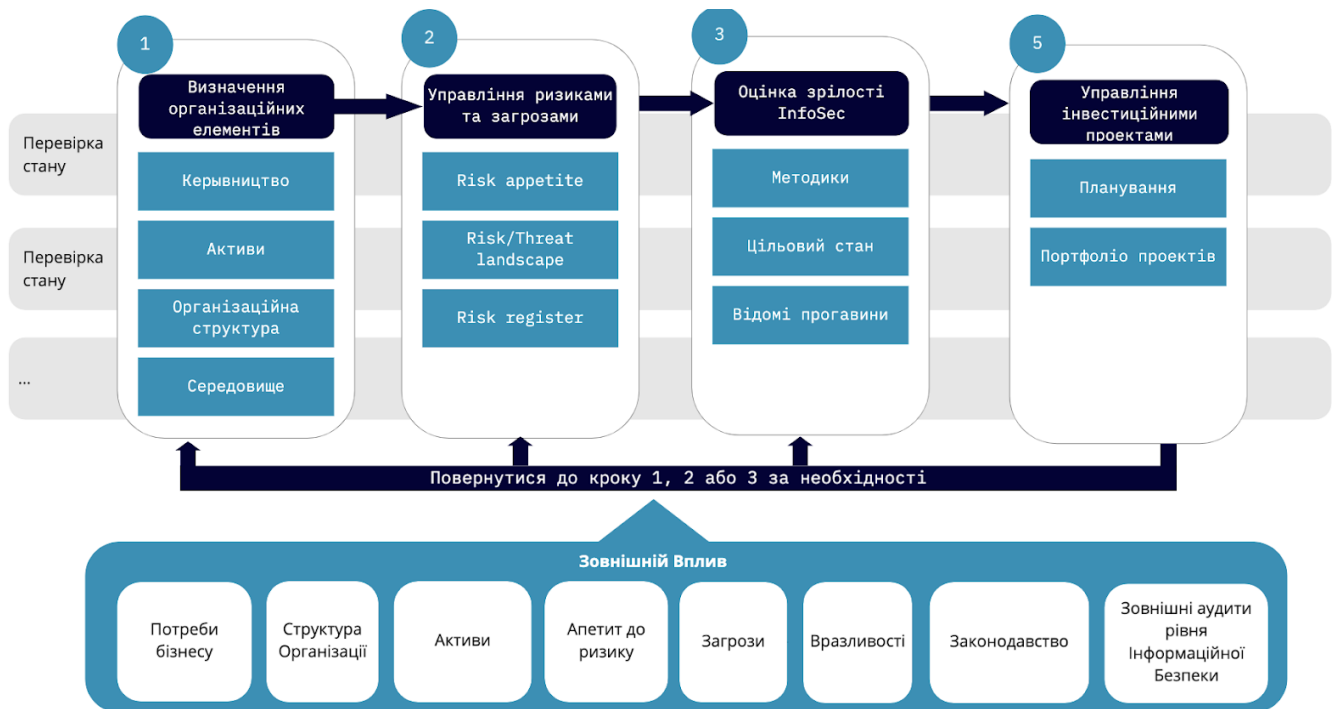 1
Визначення
організаційних
елементів
Керывництво
Активи
Організаційна
структура
Середовище
2
Управління ризиками
та загрозами
Risk appetite
Risk/Threat
landscape
Risk register
3
Оцінка зрілості
InfoSec
Методики
Цільовий стан
Відомі прогавини
5
Управління
інвестиційними
проектами
Планування
Портфоліо проектів
Перевірка
стану
Перевірка
стану
...
Повернутися до кроку 1, 2 або 3 за необхідності
Зовнішній Вплив
Потреби
бізнесу
Структура
Організації
Активи
Апетит до
ризику
Загрози
Вразливості
Законодавство
Зовнішні аудити
рівня
Інформаційної
Безпеки